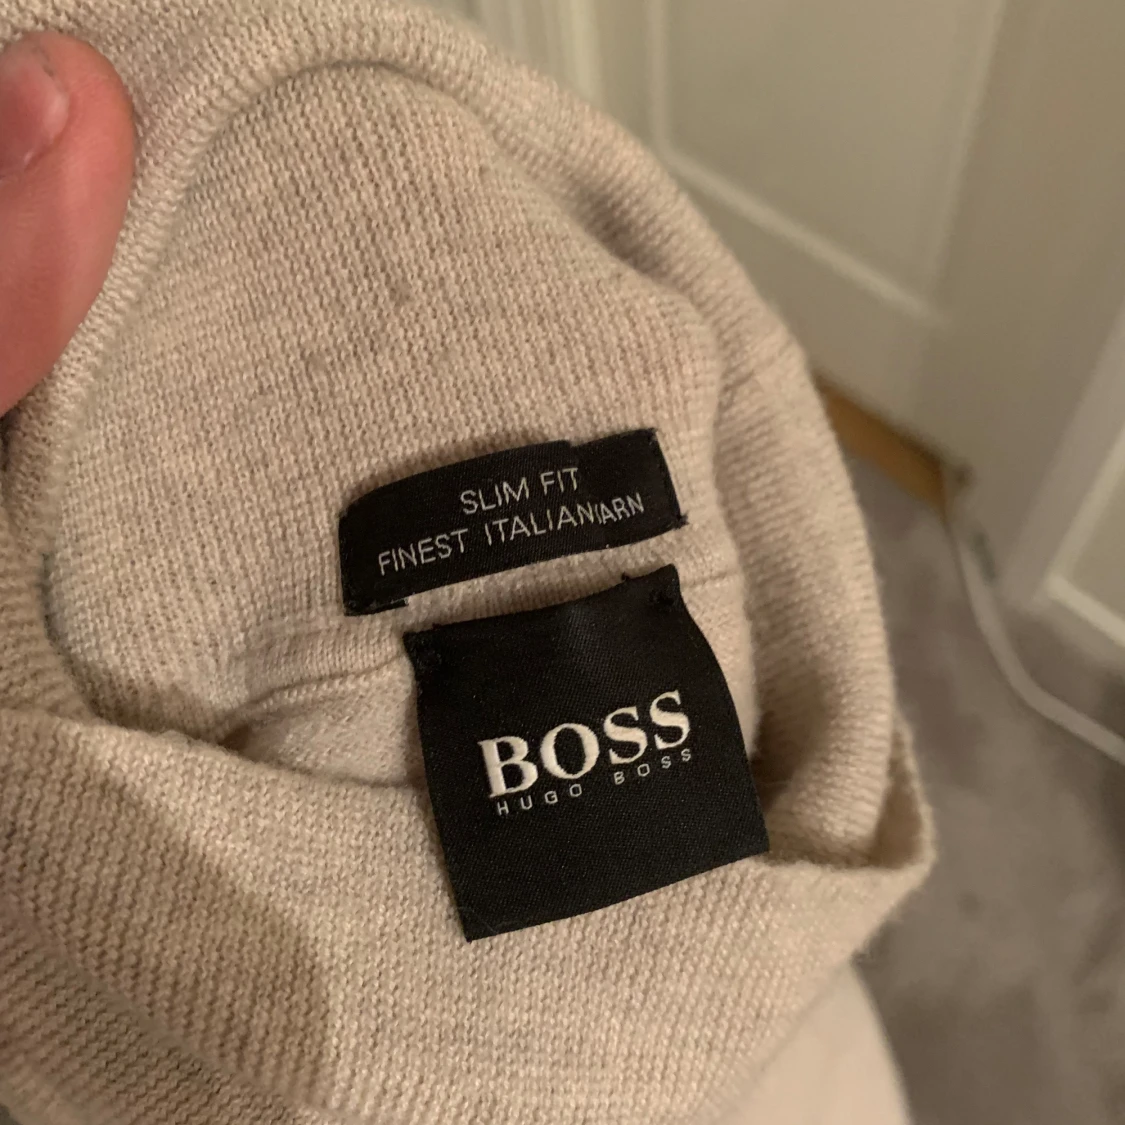 SLIM FIT
FINEST ITALIAN YARN
BOSS
HUGO BOSS